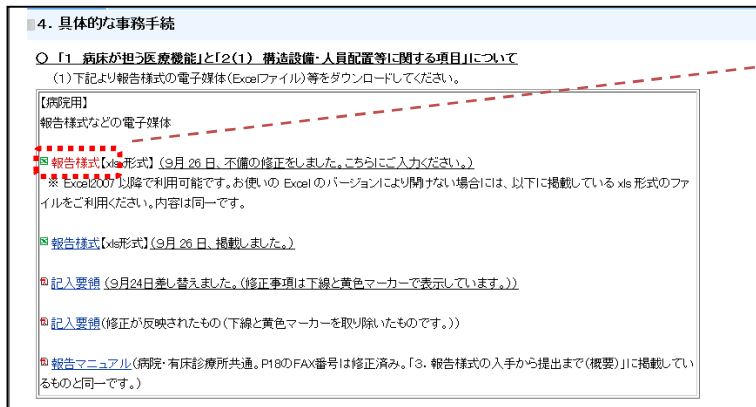 4. 具体的な事務手続
○ 「1 病床が担う医療機能」と「2(1) 構造設備・人員配置等に関する項目」について
(1)下記より報告様式の電子媒体(Excelファイル)等をダウンロードしてください。
【病院用】
報告様式などの電子媒体
報告様式【xlsx形式】 (9月 26 日、不備の修正をしました。こちらにご入力ください。)
※ Excel2007 以降で利用可能です。お使いの Excel のバージョンにより開けない場合には、以下に掲載している xls 形式のファ
イルをご利用ください。内容は同一です。
報告様式【xls形式】(9月 26 日、掲載しました。)
記入要領 (9月24日差し替えました。(修正事項は下線と黄色マーカーで表示しています。))
記入要領(修正が反映されたもの(下線と黄色マーカーを取り除いたものです。))
報告マニュアル(病院・有床診療所共通。P18のFAX番号は修正済み。「3. 報告様式の入手から提出まで(概要)」に掲載してい
るものと同一です。)